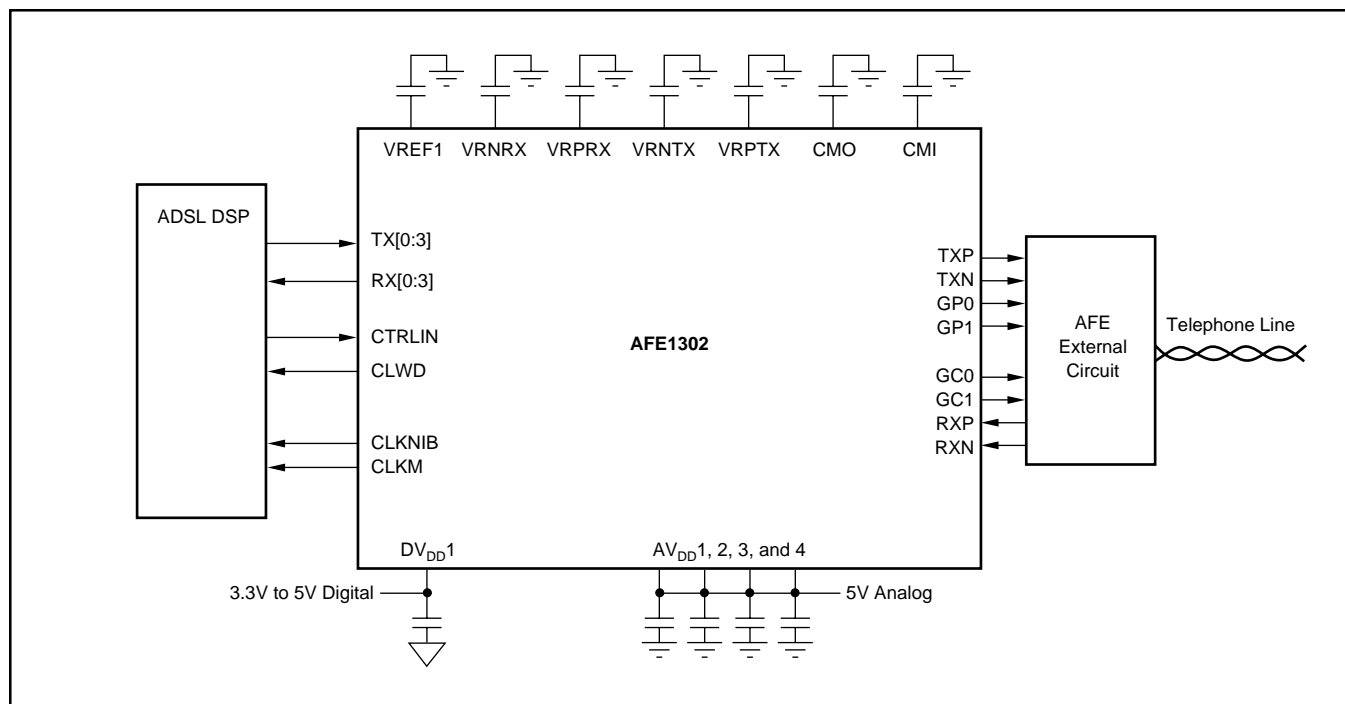 VREF1 VRNRX VRPRX VRNTX VRPTX CMO CMI
ADSL DSP
TX[0:3]
RX[0:3]
CTRLIN
CLWD
CLKNIB
CLKM
AFE1302
TXP
TXN
GP0
GP1
GC0
GC1
RXP
RXN
AFE
External
Circuit
Telephone Line
DVDD1
AVDD1, 2, 3, and 4
3.3V to 5V Digital
5V Analog